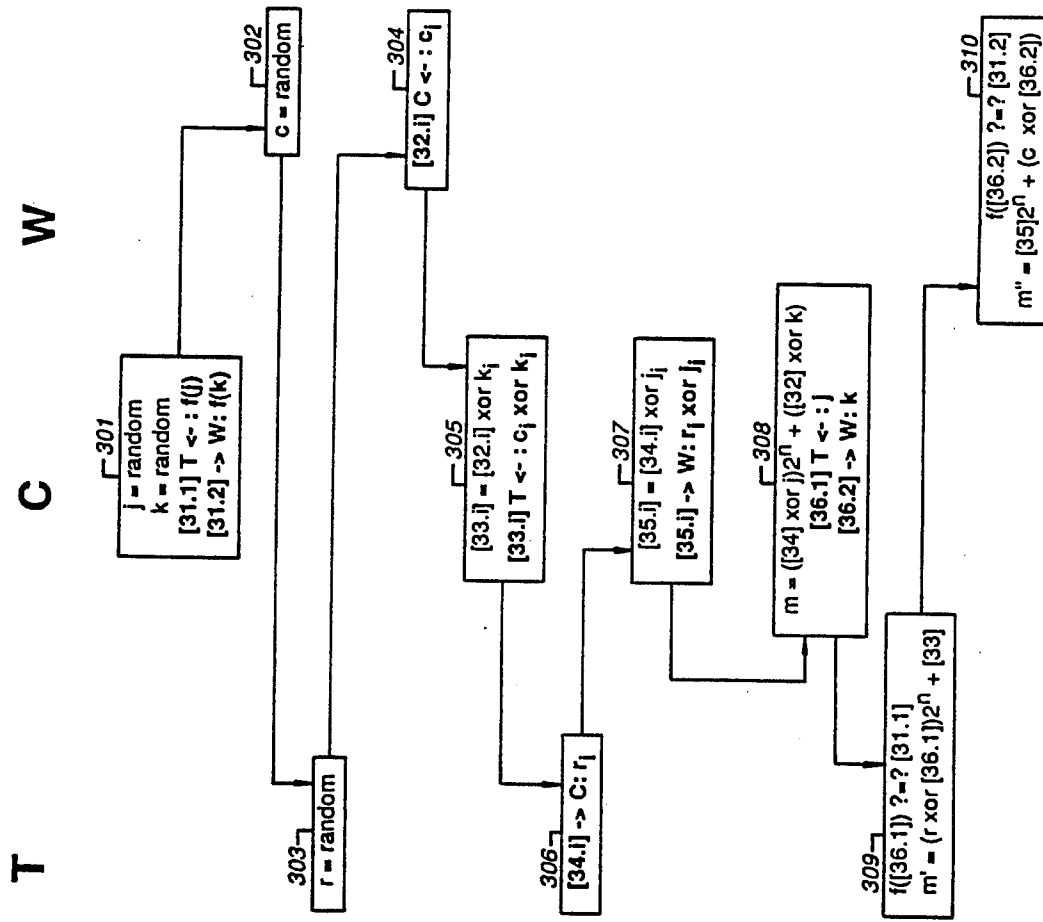 T
C
W
301
j = random
k = random
[31.1] T <- : f(j)
[31.2] -> W: f(k)
302
c = random
303
r = random
304
[32.i] C <- : c_i
305
[33.i] = [32.i] xor k_i
[33.i] T <- : c_i xor k_i
306
[34.i] -> C: r_i
307
[35.i] = [34.i] xor j_i
[35.i] -> W: r_i xor j_i
308
m = ([34] xor j)2^n + ([32] xor k)
[36.1] T <- : j
[36.2] -> W: k
309
f([36.1]) ?=? [31.1]
m' = (r xor [36.1])2^n + [33]
310
f([36.2]) ?=? [31.2]
m'' = [35]2^n + (c xor [36.2])